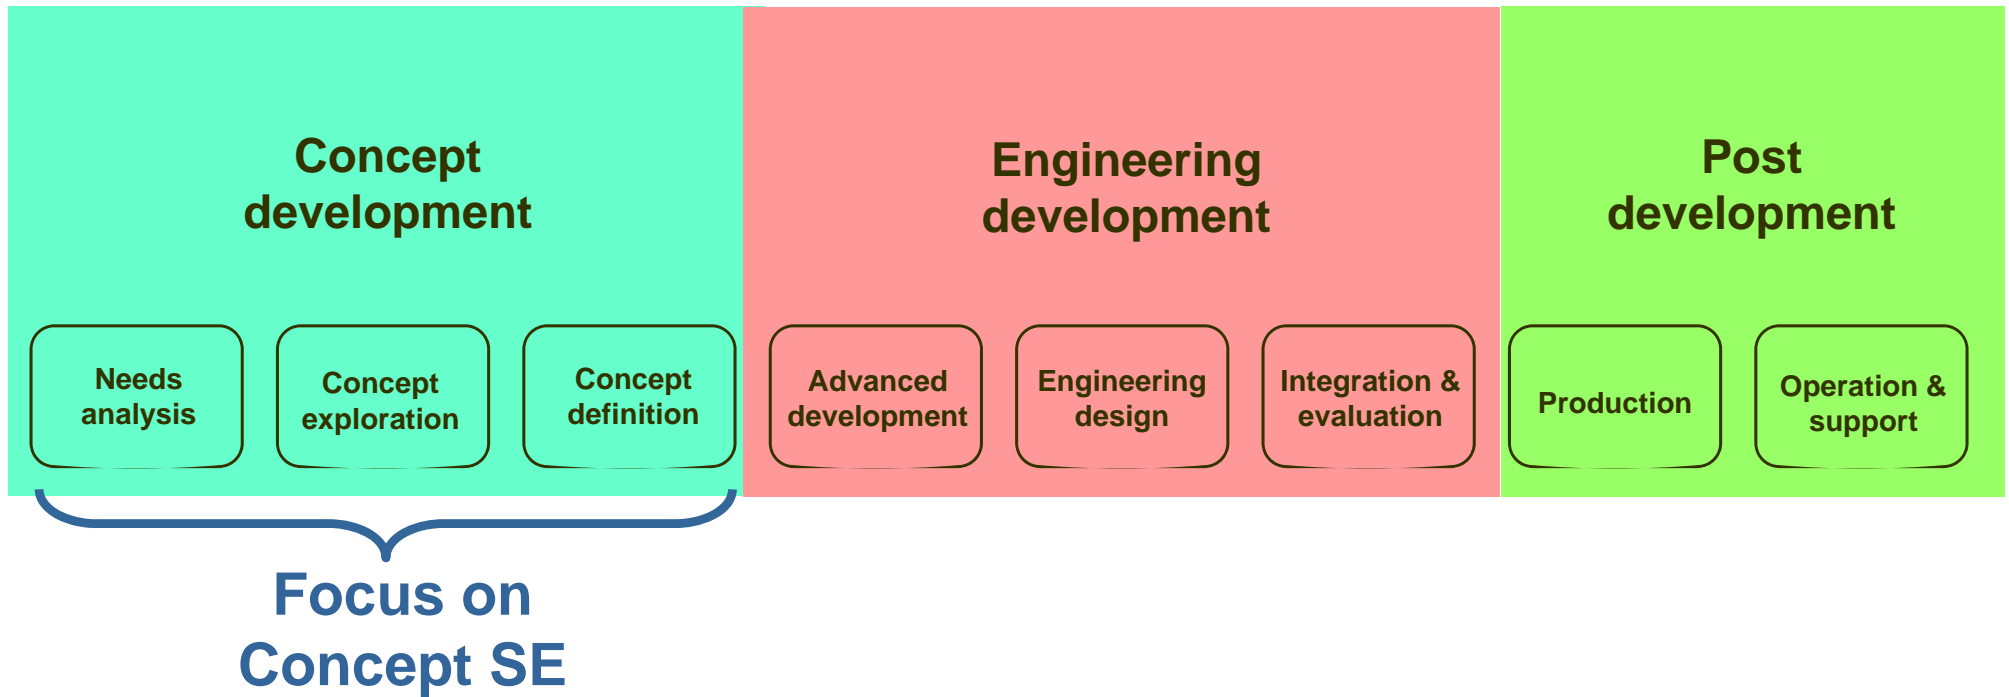 Concept
development
Engineering
development
Post
development
Needs
analysis
Concept
exploration
Concept
definition
Advanced
development
Engineering
design
Integration &
evaluation
Production
Operation &
support
Focus on
Concept SE